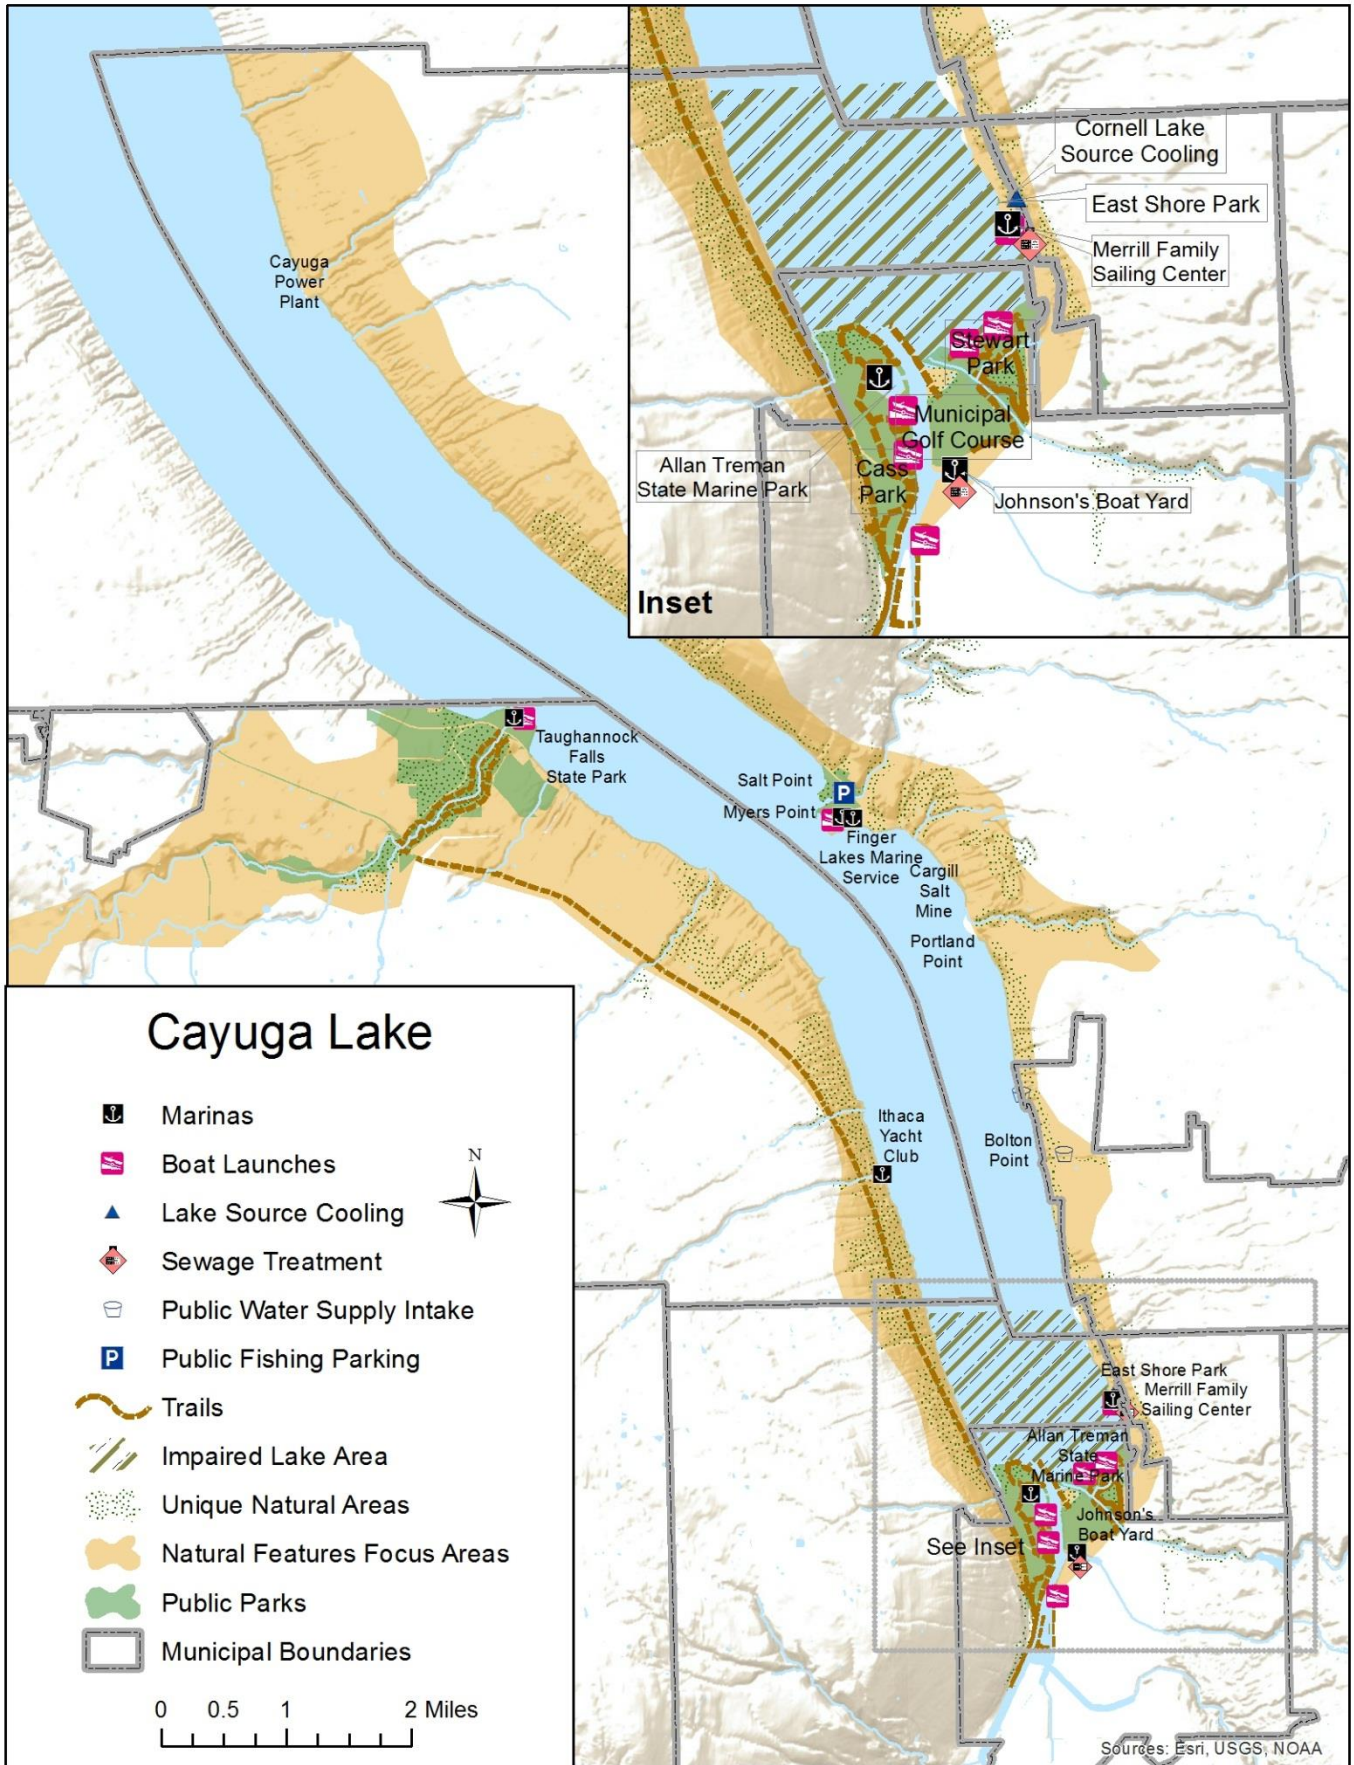 Cornell Lake
Source Cooling
East Shore Park
Merrill Family
Sailing Center
Stewart
Park
Municipal
Golf Course
Allan Treman
State Marine Park
Cass
Park
Johnson's Boat Yard
Inset
Cayuga
Power
Plant
Taughannock
Falls
State Park
Salt Point
P
Myers Point
Finger
Lakes Marine
Service
Cargill
Salt
Mine
Portland
Point
Ithaca
Yacht
Club
Bolton
Point
East Shore Park
Merrill Family
Sailing Center
Allan Treman
State
Marine Park
Johnson's
Boat Yard
See Inset
Cayuga Lake
Marinas
Boat Launches
N
Lake Source Cooling
Sewage Treatment
Public Water Supply Intake
P Public Fishing Parking
Trails
Impaired Lake Area
Unique Natural Areas
Natural Features Focus Areas
Public Parks
Municipal Boundaries
0 0.5 1 2 Miles
Sources: Esri, USGS, NOAA